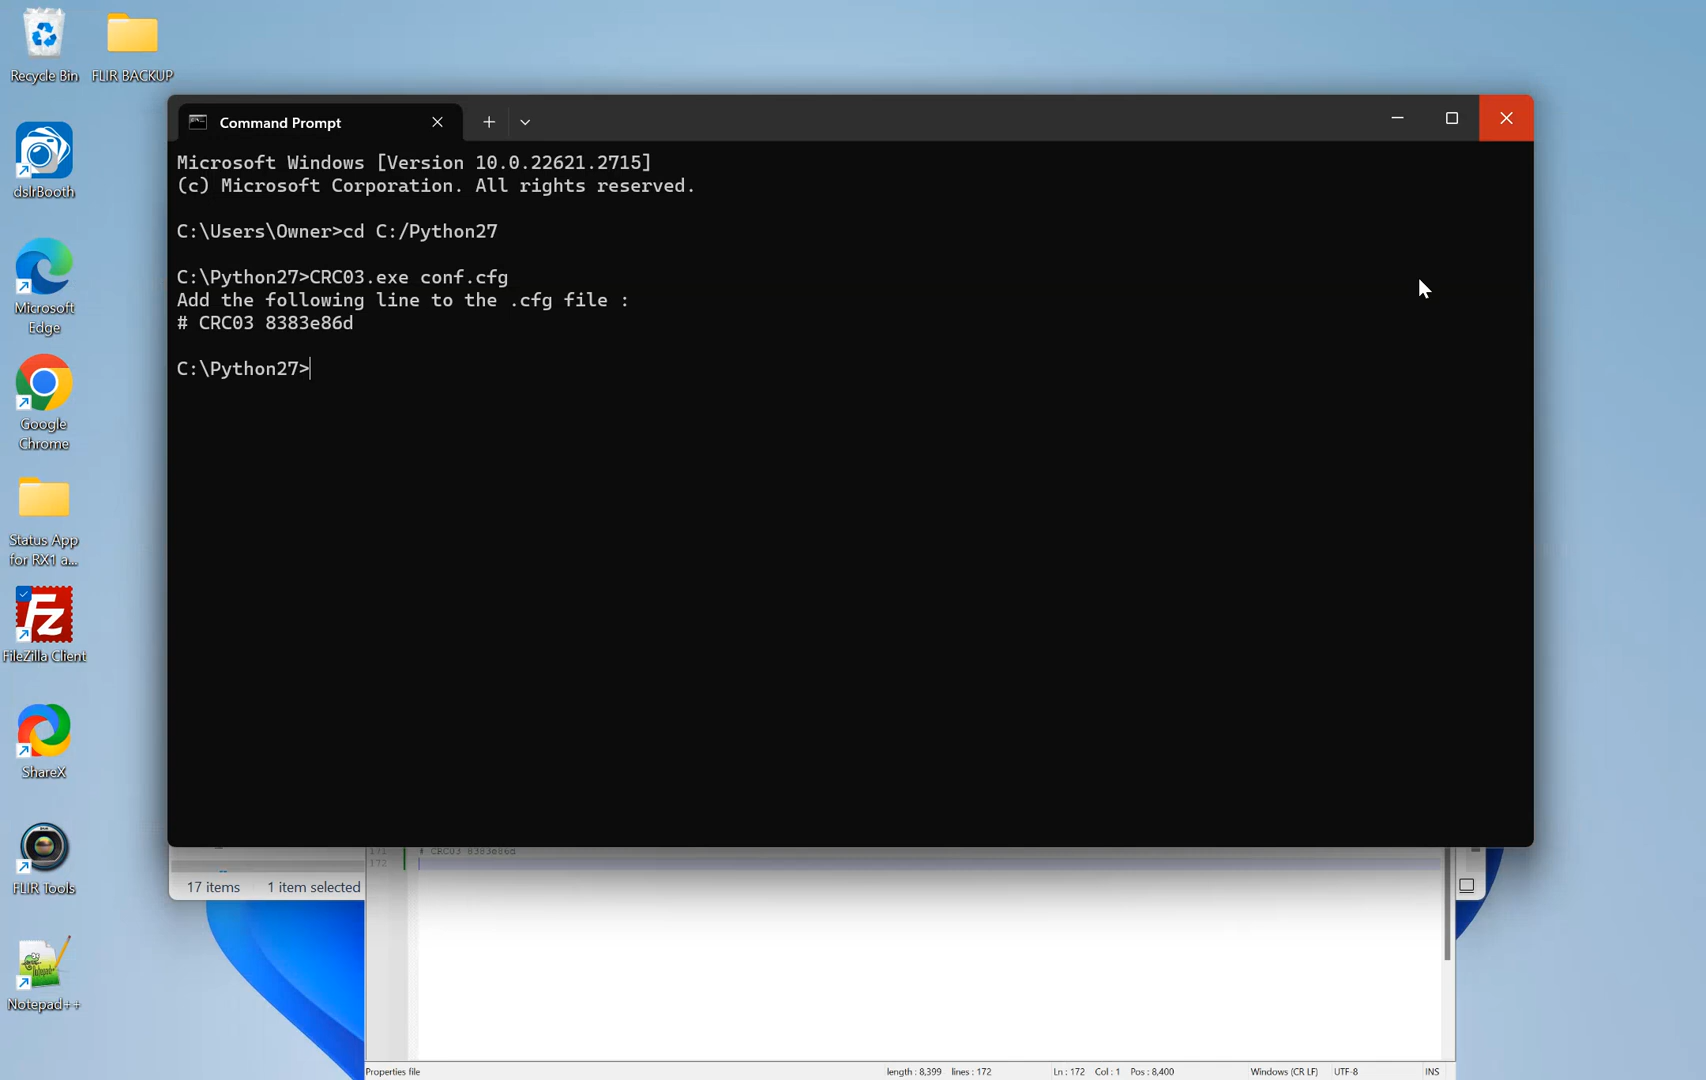 Recycle Bin
FLIR BACKUP
dslrBooth
Microsoft
Edge
Google
Chrome
Status App
for RX1 a...
FileZilla Client
ShareX
FLIR Tools
Notepad++
Command Prompt
Microsoft Windows [Version 10.0.22621.2715]
(c) Microsoft Corporation. All rights reserved.
C:\Users\Owner>cd C:/Python27
C:\Python27>CRC03.exe conf.cfg
Add the following line to the .cfg file :
# CRC03 8383e86d
C:\Python27>
171 # CRC03 8383e86d
172
17 items 1 item selected
Properties file length : 8,399 lines : 172 Ln : 172 Col : 1 Pos : 8,400 Windows (CR LF) UTF-8 INS